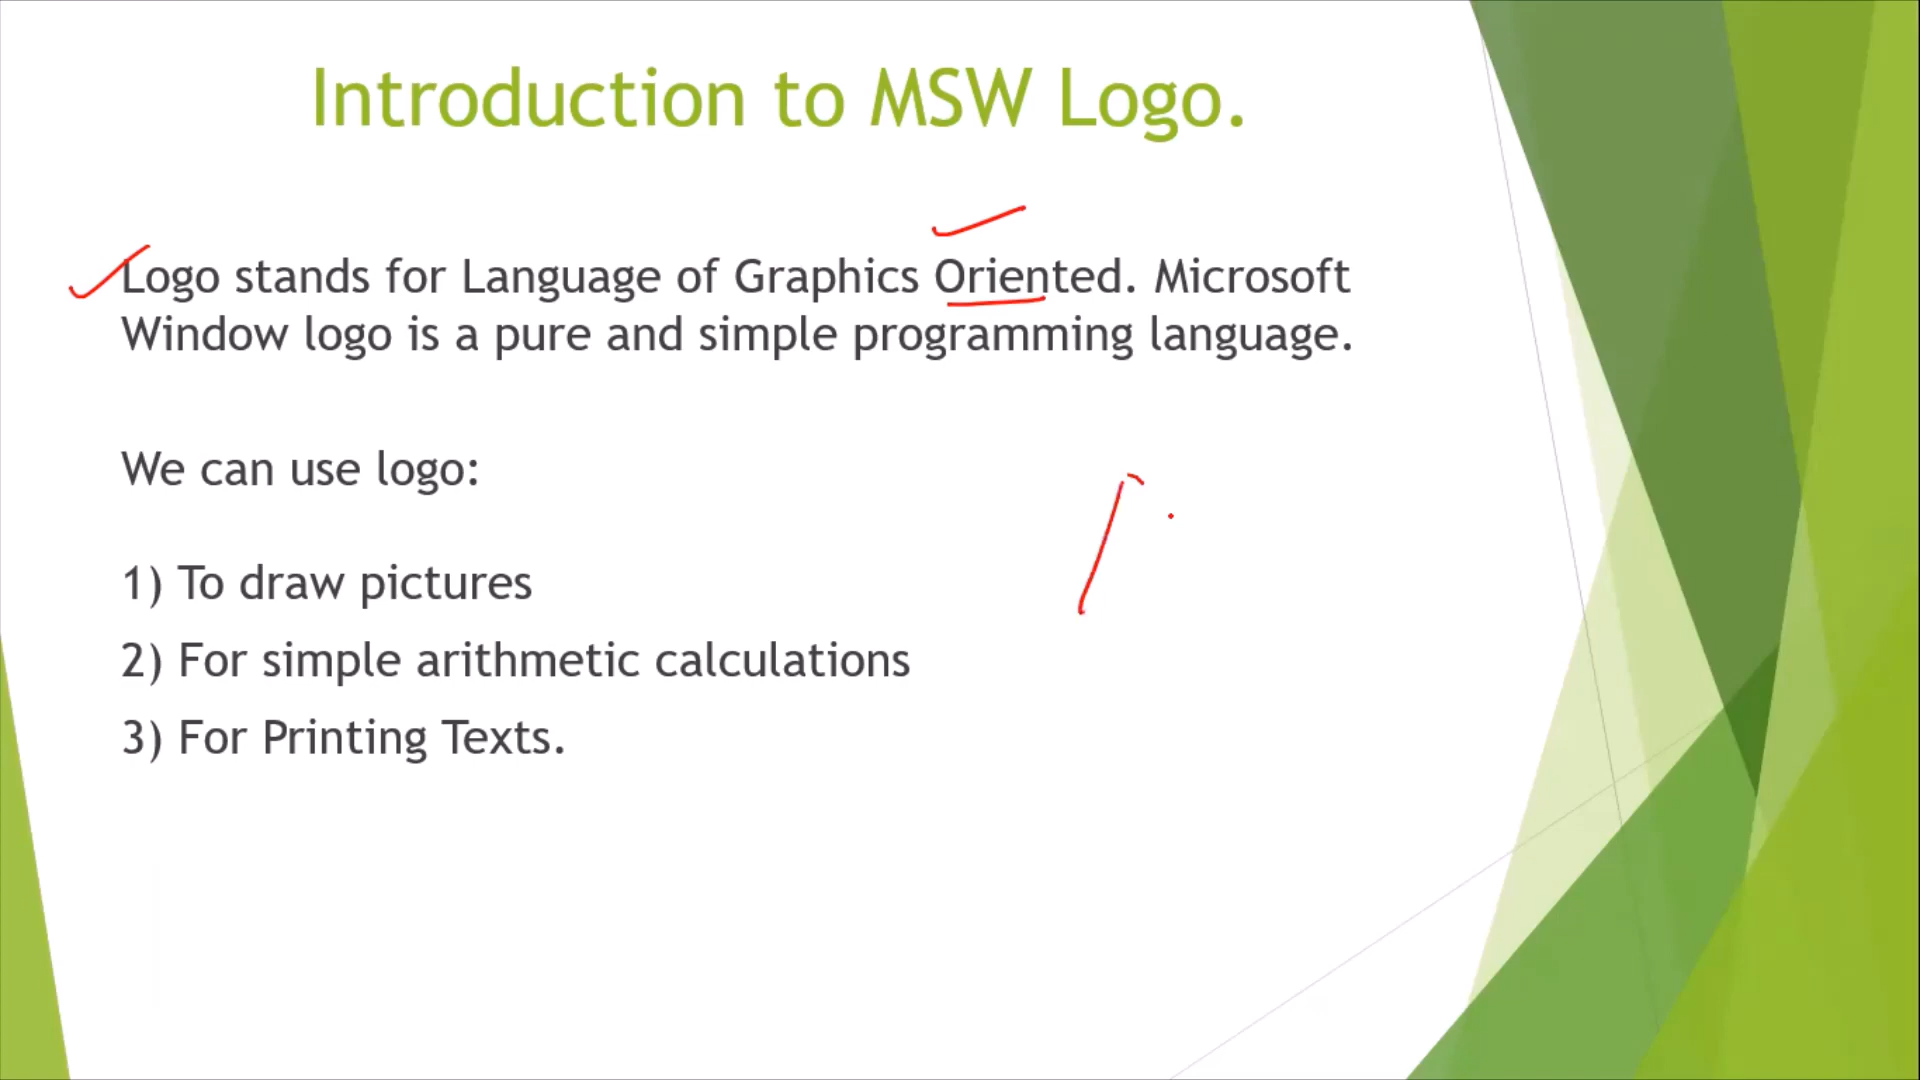 Introduction to MSW Logo.
Logo stands for Language of Graphics Oriented. Microsoft
Window logo is a pure and simple programming language.
We can use logo:
1) To draw pictures
2) For simple arithmetic calculations
3) For Printing Texts.